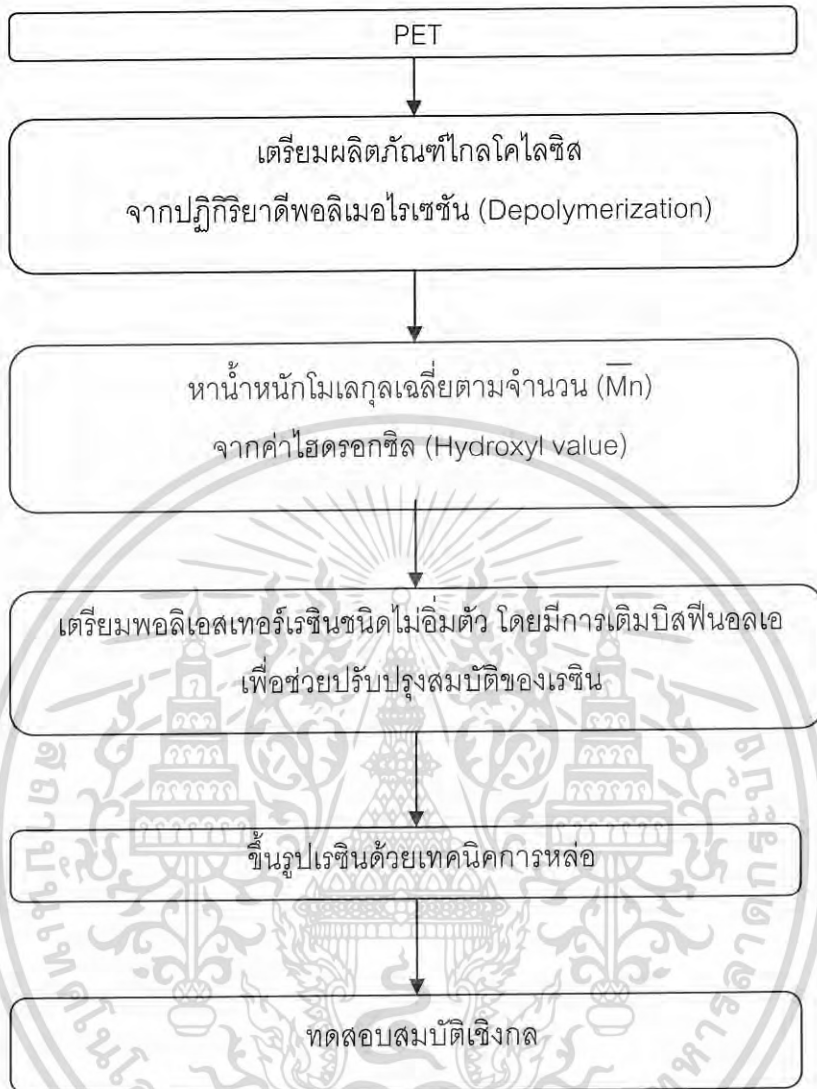 PET
เตรียมผลิตภัณฑ์ไกลโคไลซิส
จากปฏิกิริยาดีพอลิเมอไรเซชัน (Depolymerization)
หาน้ำหนักโมเลกุลเฉลี่ยตามจำนวน (M̅n)
จากค่าไฮดรอกซิล (Hydroxyl value)
เตรียมพอลิเอสเทอร์เรซินชนิดไม่อิ่มตัว โดยมีการเติมบิสฟีนอลเอ
เพื่อช่วยปรับปรุงสมบัติของเรซิน
ขึ้นรูปเรซินด้วยเทคนิคการหล่อ
ทดสอบสมบัติเชิงกล